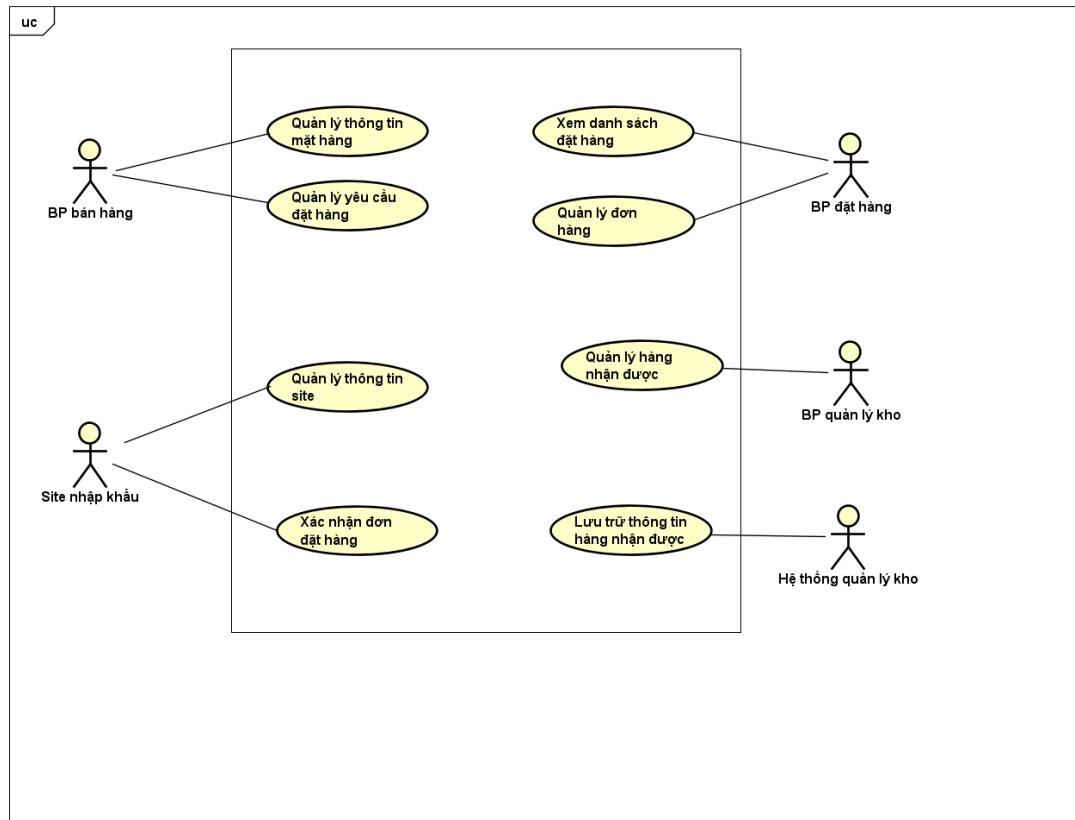 uc
Quản lý thông tin
mặt hàng
Xem danh sách
đặt hàng
BP bán hàng
BP đặt hàng
Quản lý yêu cầu
đặt hàng
Quản lý đơn
hàng
Quản lý hàng
nhận được
BP quản lý kho
Quản lý thông tin
site
Site nhập khẩu
Xác nhận đơn
đặt hàng
Lưu trữ thông tin
hàng nhận được
Hệ thống quản lý kho